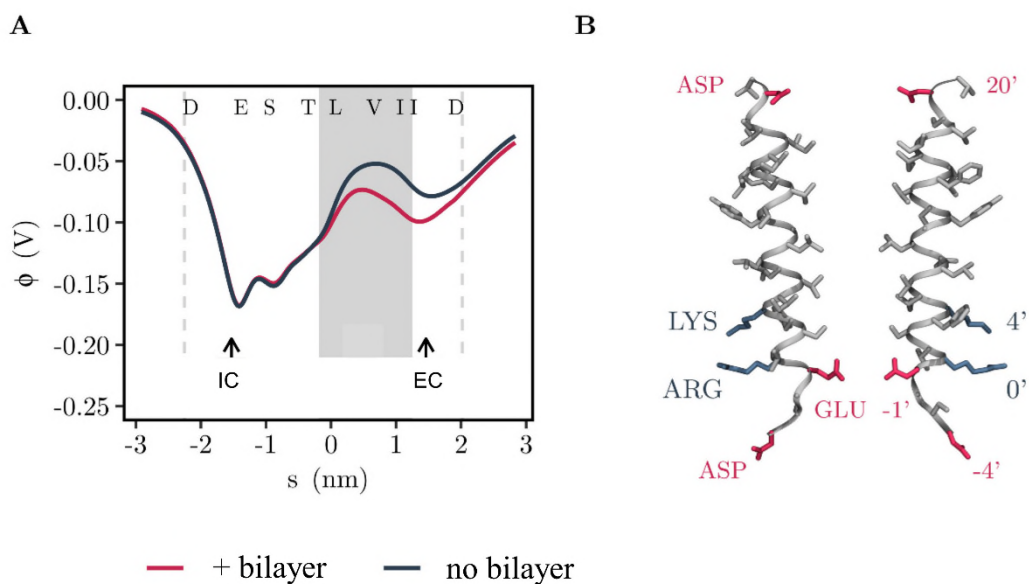 A
B
0.00
-0.05
-0.10
-0.15
-0.20
-0.25
ϕ (V)
D E S T L V I I D
IC
EC
-3 -2 -1 0 1 2 3
s (nm)
+ bilayer
no bilayer
ASP
20'
LYS
4'
ARG
0'
GLU
-1'
ASP
-4'